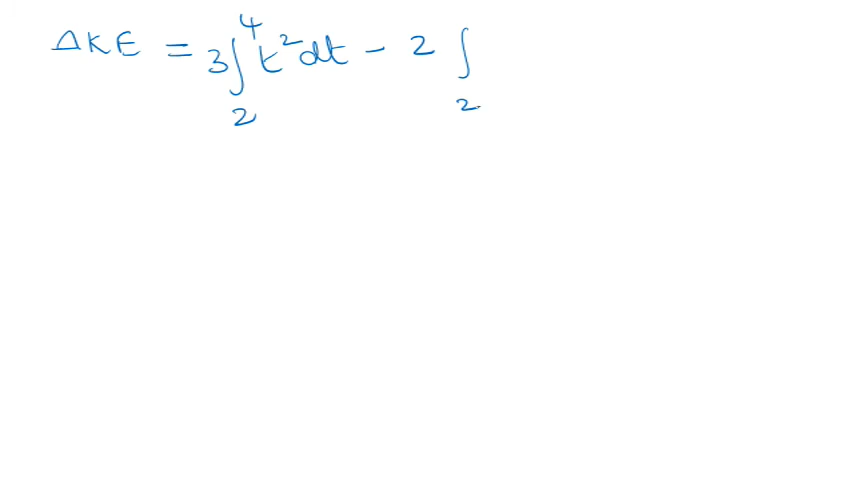 ΔKE = 3∫₂⁴ t² dt - 2 ∫₂